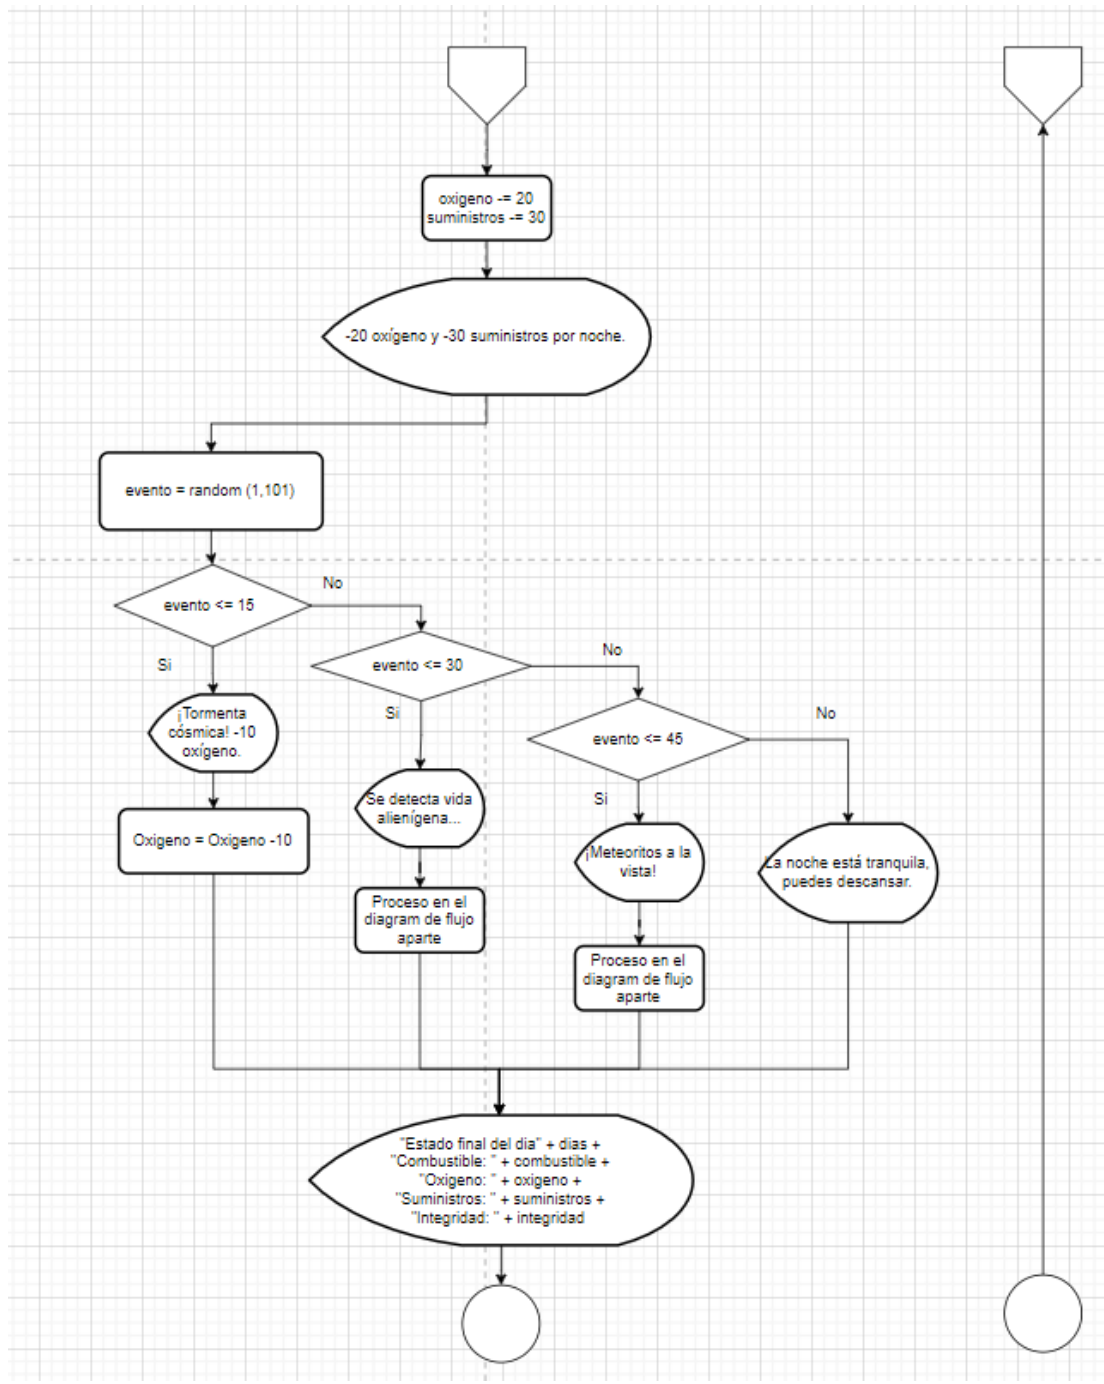 oxigeno -= 20
suministros -= 30
-20 oxígeno y -30 suministros por noche.
evento = random (1,101)
evento <= 15
No
Si
evento <= 30
No
Si
evento <= 45
No
Si
¡Tormenta
cósmica! -10
oxígeno.
Oxigeno = Oxigeno -10
Se detecta vida
alienígena...
Proceso en el
diagram de flujo
aparte
¡Meteoritos a la
vista!
Proceso en el
diagram de flujo
aparte
La noche está tranquila,
puedes descansar.
"Estado final del dia" + dias +
"Combustible: " + combustible +
"Oxigeno: " + oxigeno +
"Suministros: " + suministros +
"Integridad: " + integridad